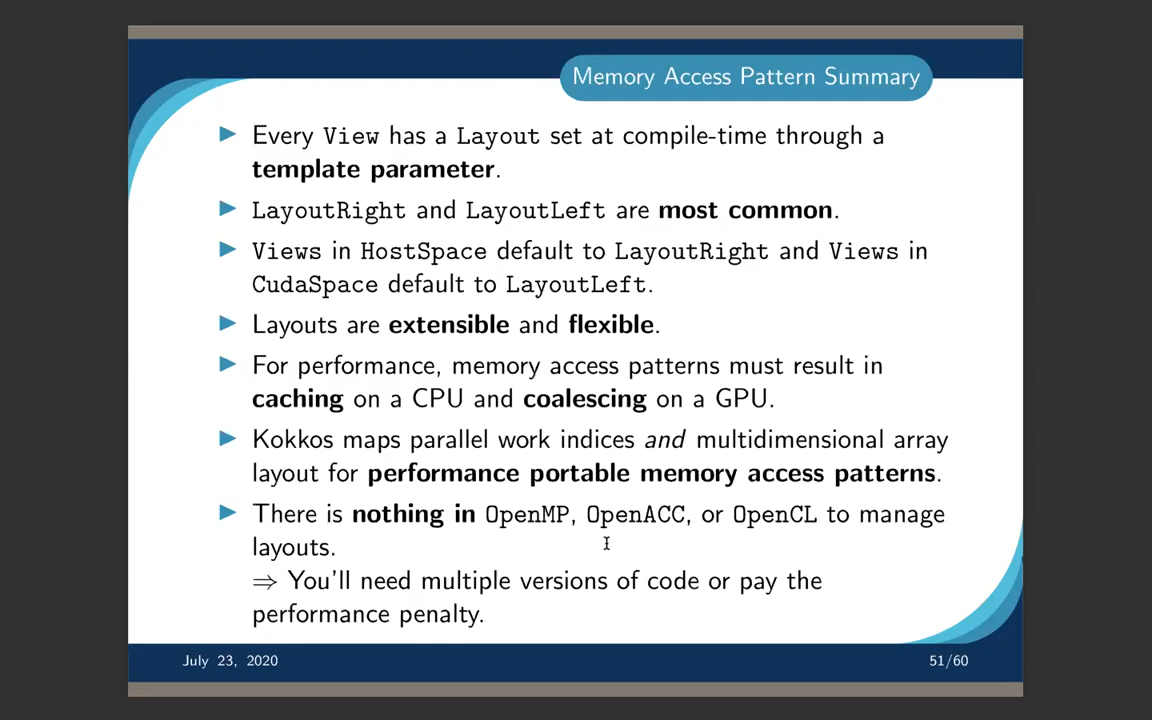 Memory Access Pattern Summary
Every View has a Layout set at compile-time through a
template parameter.
LayoutRight and LayoutLeft are most common.
Views in HostSpace default to LayoutRight and Views in
CudaSpace default to LayoutLeft.
Layouts are extensible and flexible.
For performance, memory access patterns must result in
caching on a CPU and coalescing on a GPU.
Kokkos maps parallel work indices and multidimensional array
layout for performance portable memory access patterns.
There is nothing in OpenMP, OpenACC, or OpenCL to manage
layouts.
⇒ You'll need multiple versions of code or pay the
performance penalty.
July 23, 2020
51/60